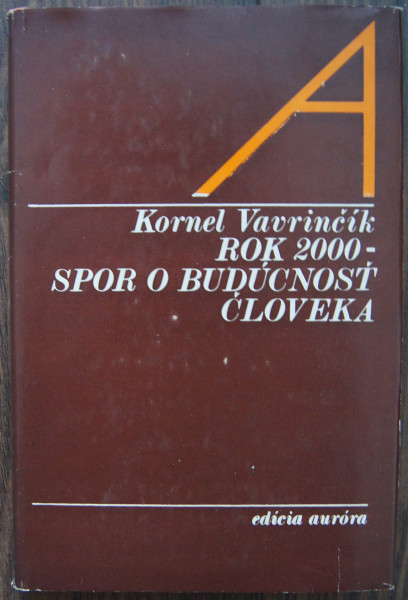 A
Kornel Vavrinčík
ROK 2000-
SPOR O BUDÚCNOSŤ
ČLOVEKA
edícia auróra